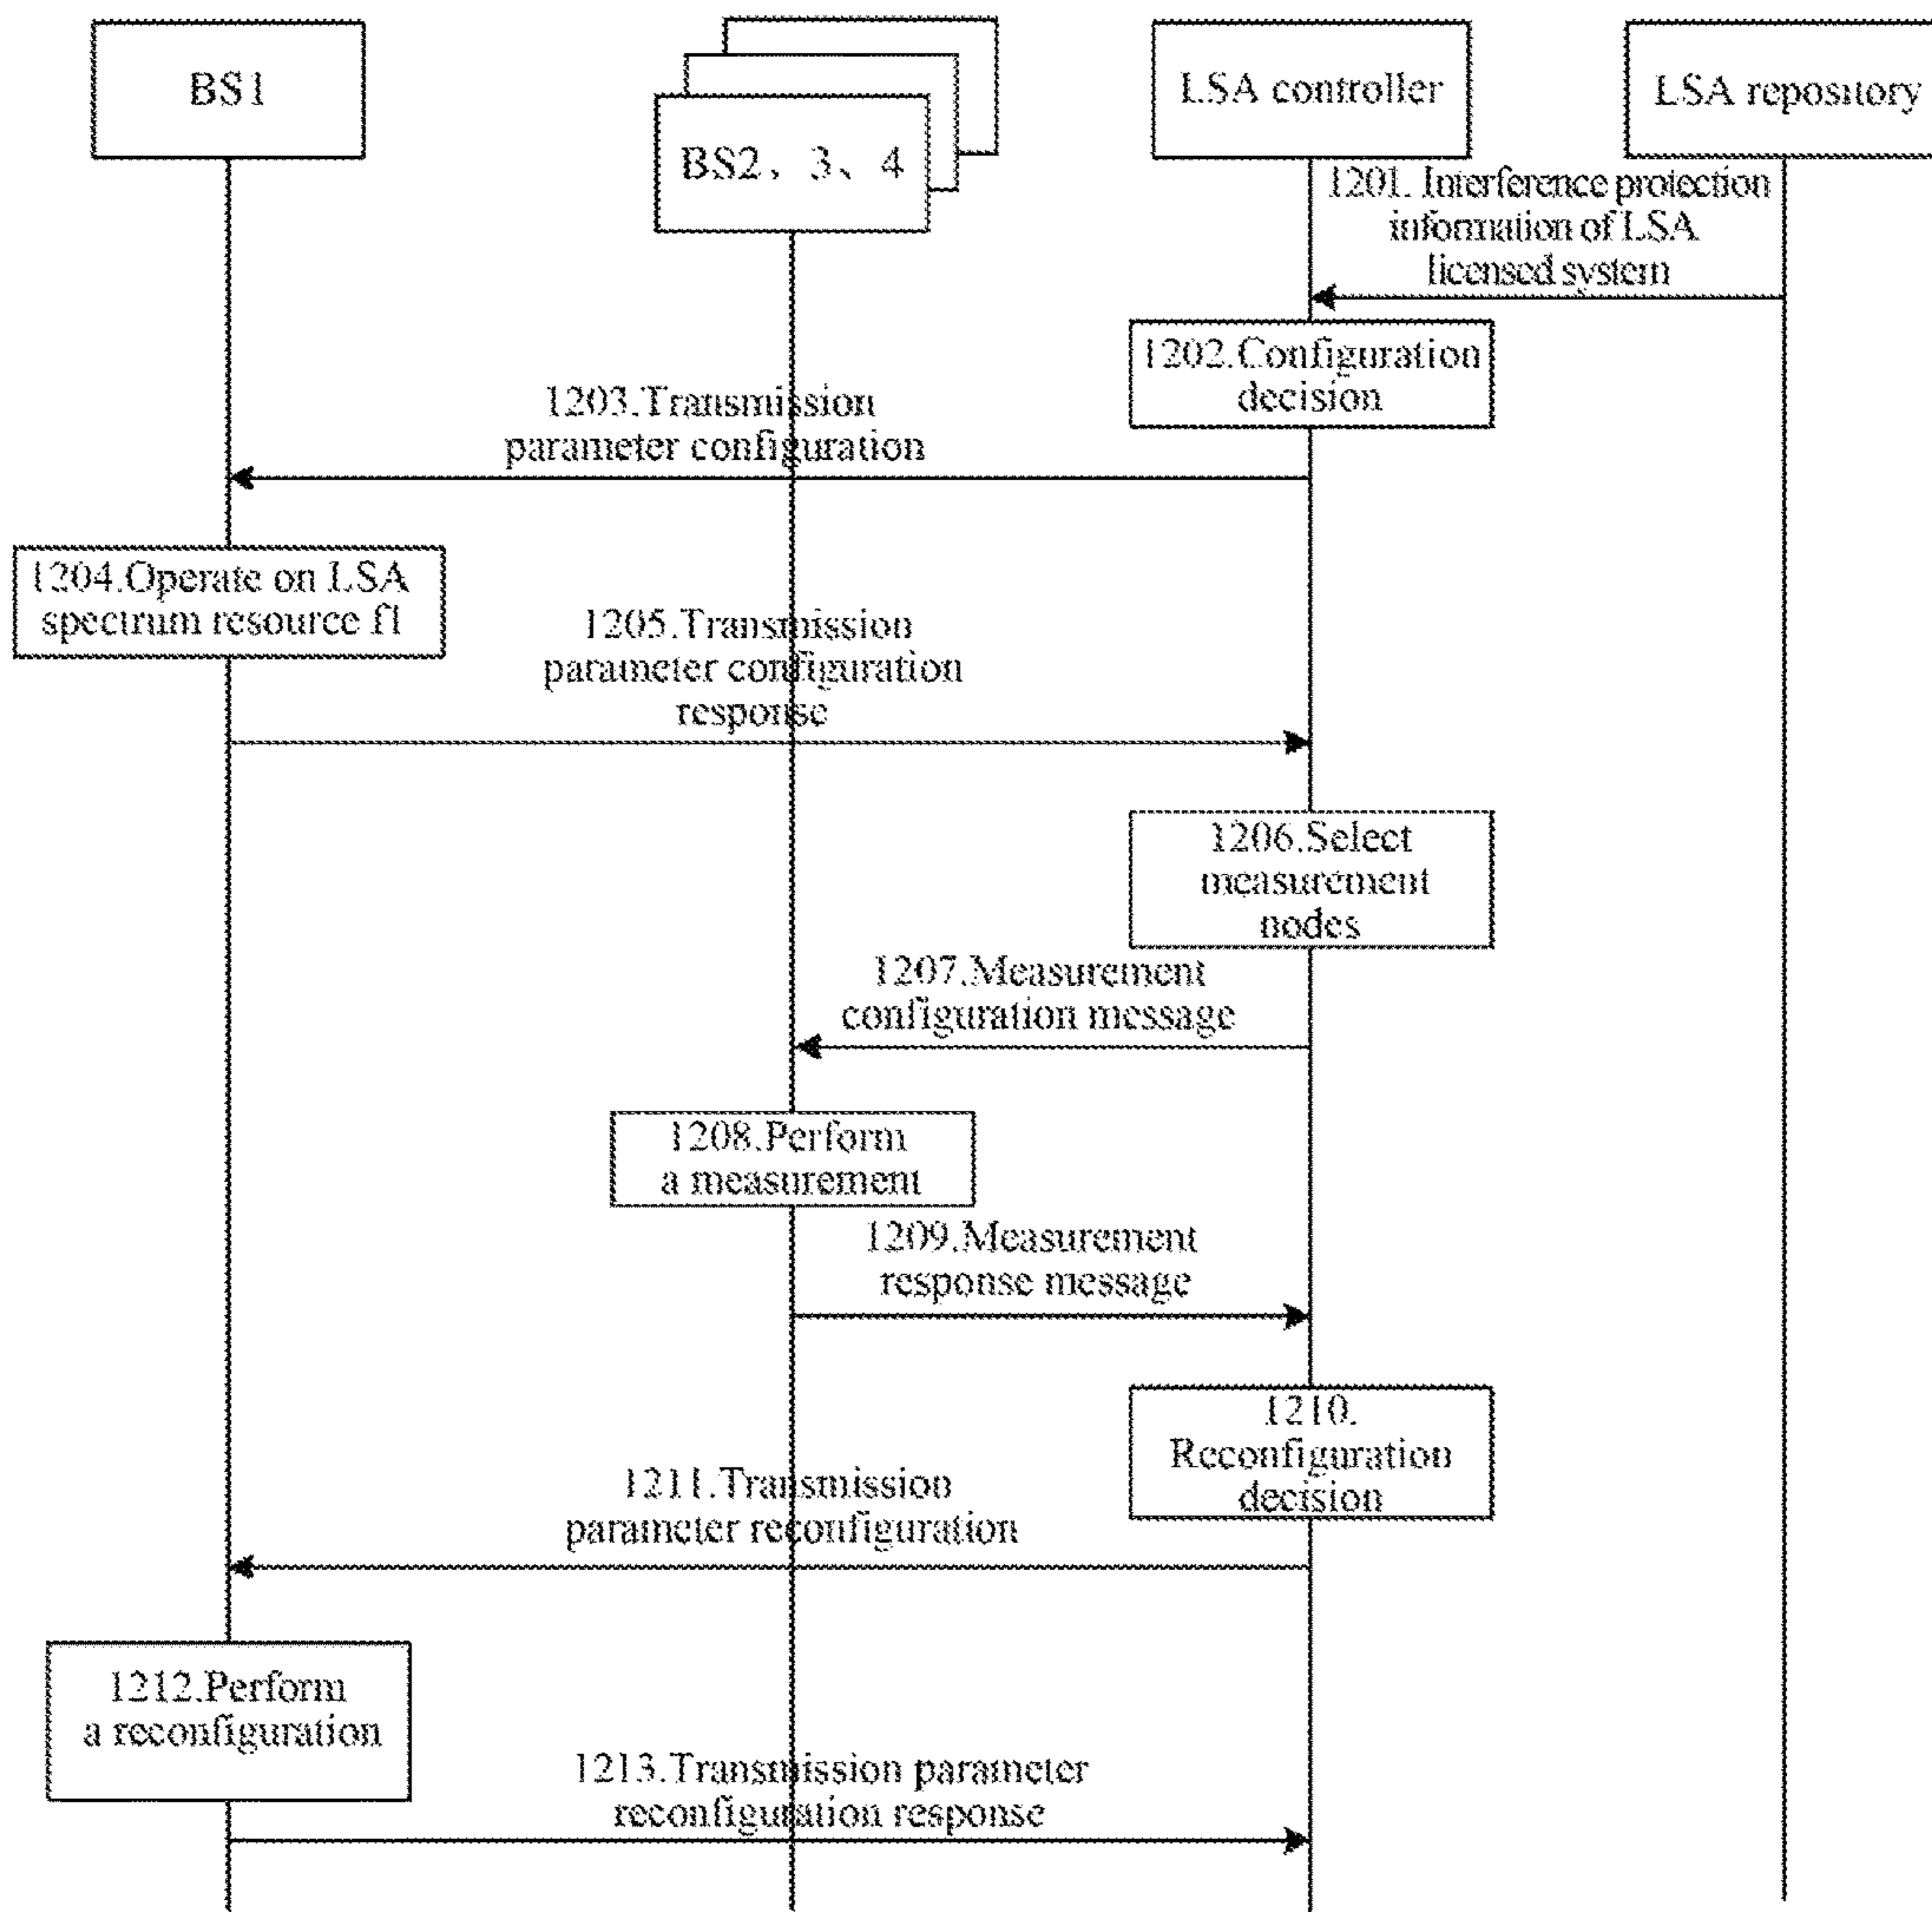 BS1
BS2、3、4
LSA controller
LSA repository
1201. Interference protection
information of LSA
licensed system
1202.Configuration
decision
1203.Transmission
parameter configuration
1204.Operate on LSA
spectrum resource f1
1205.Transmission
parameter configuration
response
1206.Select
measurement
nodes
1207.Measurement
configuration message
1208.Perform
a measurement
1209.Measurement
response message
1210.
Reconfiguration
decision
1211.Transmission
parameter reconfiguration
1212.Perform
a reconfiguration
1213.Transmission parameter
reconfiguration response